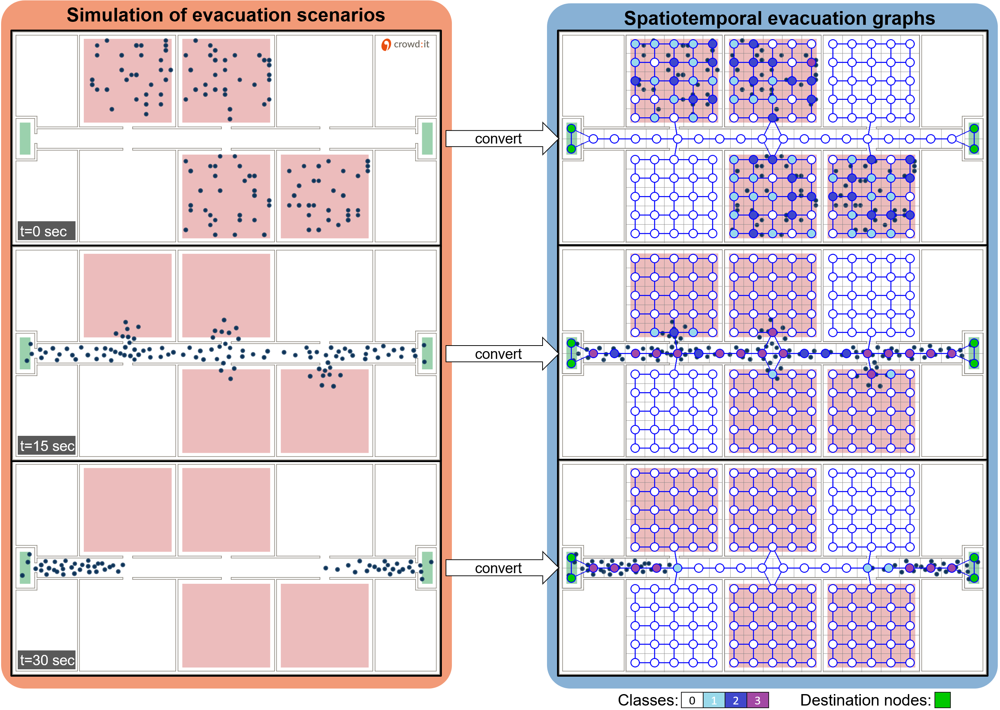 Simulation of evacuation scenarios
Spatiotemporal evacuation graphs
crowd:it
convert
t=0 sec
convert
t=15 sec
convert
t=30 sec
Classes: 0 1 2 3 Destination nodes: